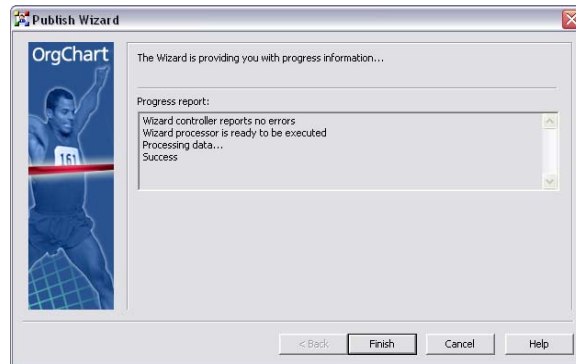 Publish Wizard
OrgChart
The Wizard is providing you with progress information...
Progress report:
Wizard controller reports no errors
Wizard processor is ready to be executed
Processing data...
Success
161
< Back
Finish
Cancel
Help